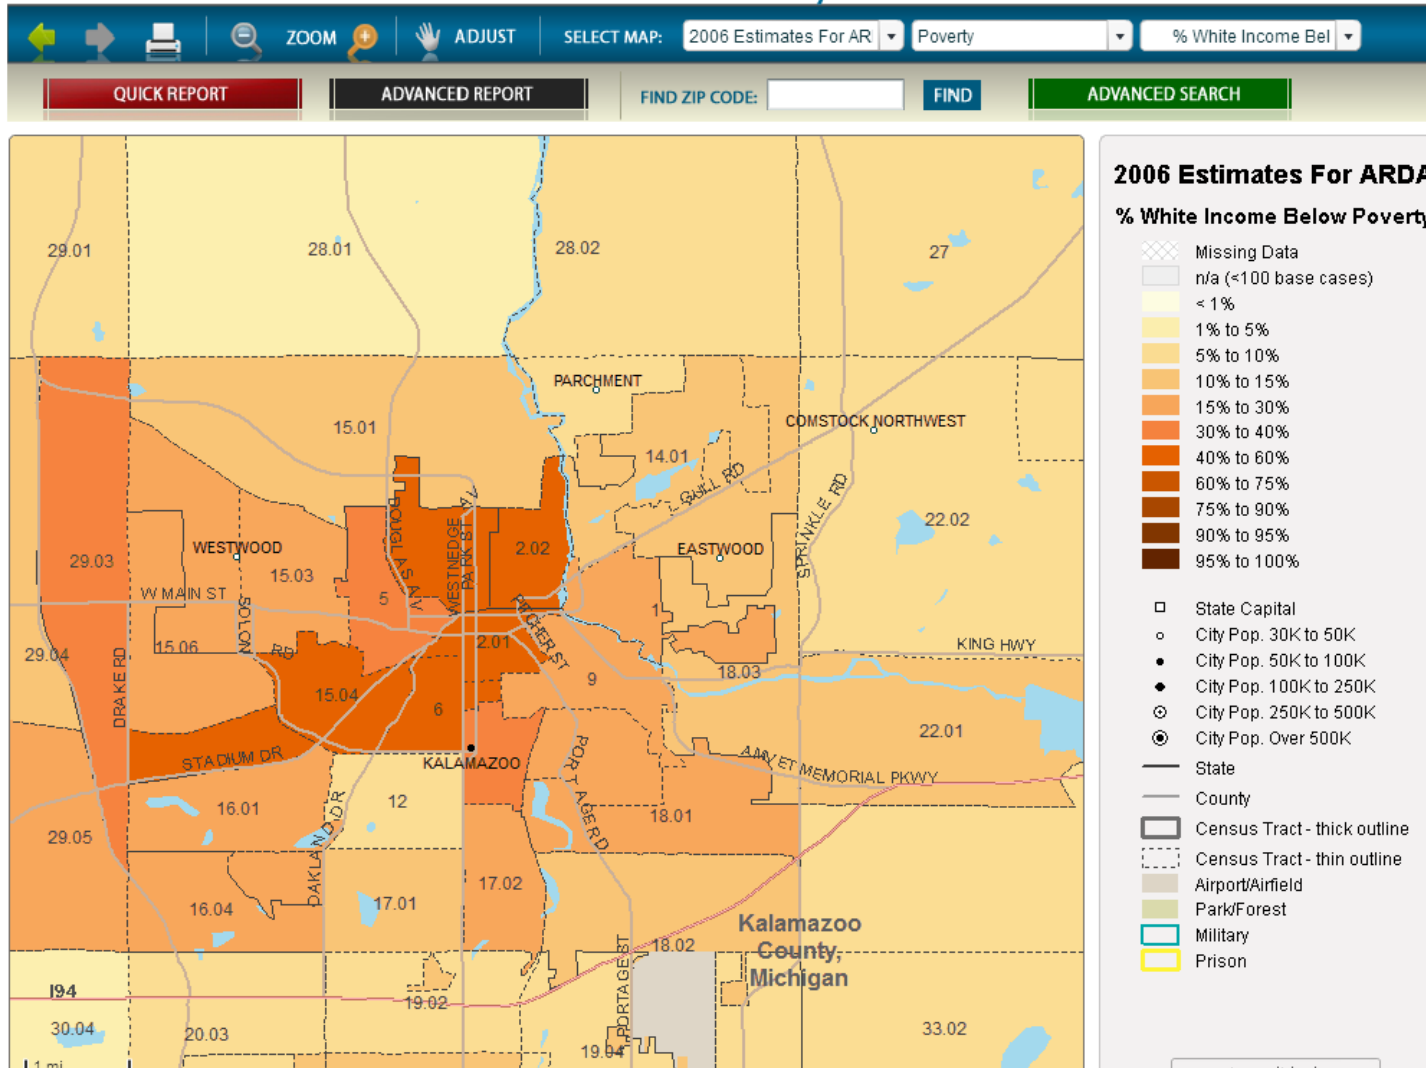 ZOOM
ADJUST
SELECT MAP:
2006 Estimates For AR
Poverty
% White Income Bel
QUICK REPORT
ADVANCED REPORT
FIND ZIP CODE:
FIND
ADVANCED SEARCH
29.01
28.01
28.02
27
PARCHMENT
COMSTOCK NORTHWEST
15.01
14.01
GULL RD
SPRINKLE RD
22.02
DOUGLAS AV
WESTNEDGE AV
PARK ST
2.02
EASTWOOD
WESTWOOD
29.03
15.03
W MAIN ST
5
SOLON
RD
1
PITCHER ST
2.01
KING HWY
29.04
15.06
DRAKE RD
18.03
9
15.04
6
22.01
STADIUM DR
KALAMAZOO
PORTAGE RD
AMVET MEMORIAL PKWY
16.01
12
OAKLAND DR
18.01
29.05
17.02
16.04
17.01
Kalamazoo
County,
Michigan
18.02
PORTAGE ST
I94
19.02
30.04
20.03
33.02
19.04
1 mi
2006 Estimates For ARDA
% White Income Below Poverty
Missing Data
n/a (<100 base cases)
< 1%
1% to 5%
5% to 10%
10% to 15%
15% to 30%
30% to 40%
40% to 60%
60% to 75%
75% to 90%
90% to 95%
95% to 100%
State Capital
City Pop. 30K to 50K
City Pop. 50K to 100K
City Pop. 100K to 250K
City Pop. 250K to 500K
City Pop. Over 500K
State
County
Census Tract - thick outline
Census Tract - thin outline
Airport/Airfield
Park/Forest
Military
Prison